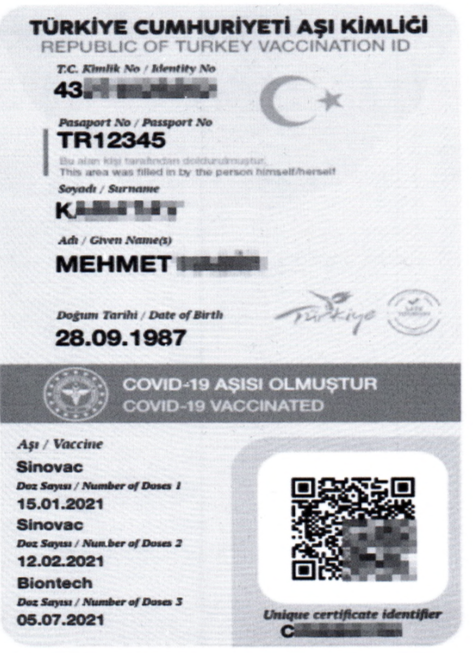 TÜRKİYE CUMHURİYETİ AŞI KİMLİĞİ
REPUBLIC OF TURKEY VACCINATION ID
T.C. Kimlik No / Identity No
43
Pasaport No / Passport No
TR12345
Bu alan kişi tarafından doldurulmuştur.
This area was filled in by the person himself/herself
Soyadı / Surname
K
Adı / Given Name(s)
MEHMET
Doğum Tarihi / Date of Birth
28.09.1987
Türkiye
COVID-19 AŞISI OLMUŞTUR
COVID-19 VACCINATED
Aşı / Vaccine
Sinovac
Doz Sayısı / Number of Doses 1
15.01.2021
Sinovac
Doz Sayısı / Number of Doses 2
12.02.2021
Biontech
Doz Sayısı / Number of Doses 3
05.07.2021
Unique certificate identifier
C